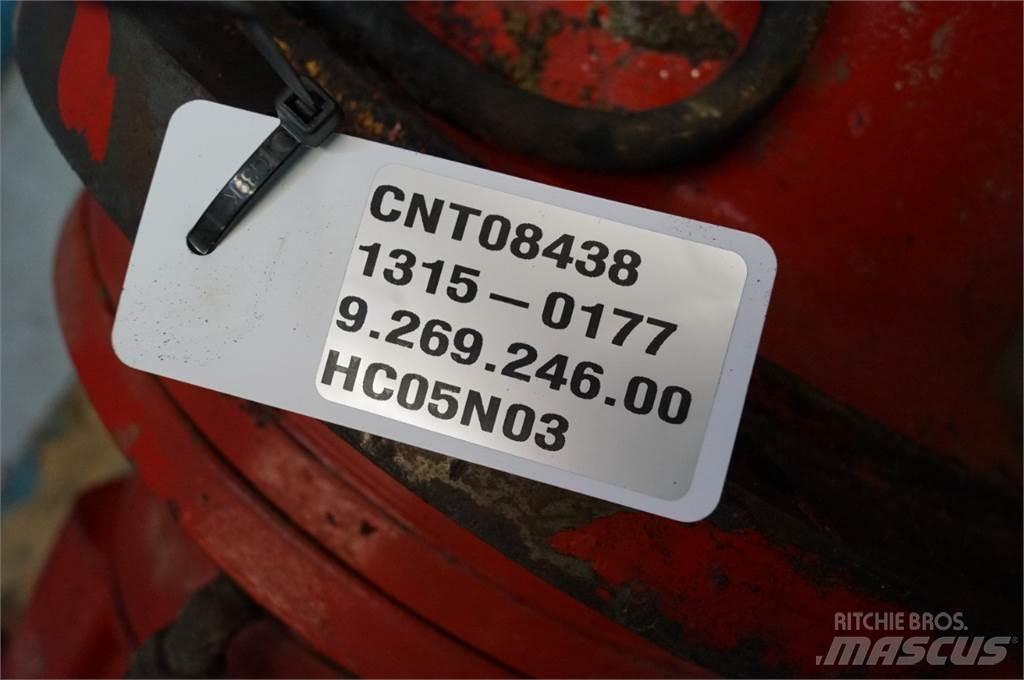 CNT08438
1315-0177
9.269.246.00
HC05N03
RITCHIE BROS.
MASCUS